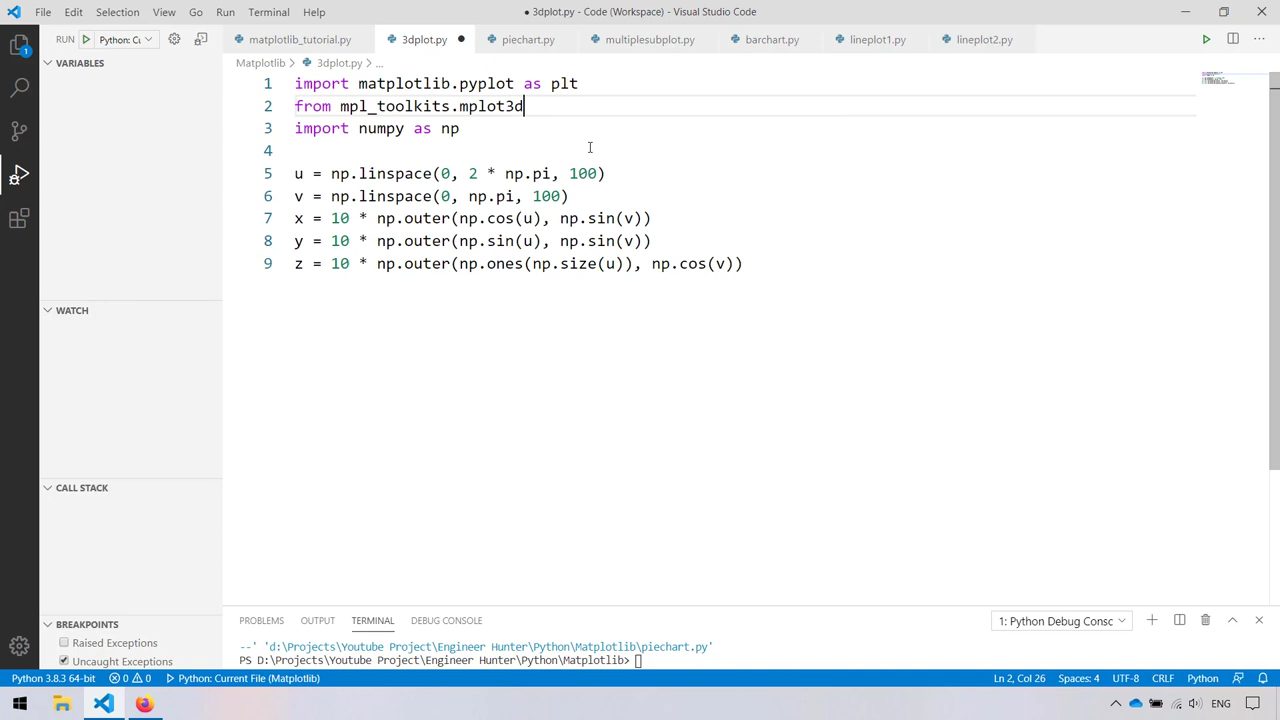 File Edit Selection View Go Run Terminal Help
● 3dplot.py - Code (Workspace) - Visual Studio Code
RUN Python: Cu
matplotlib_tutorial.py 3dplot.py ● piechart.py multiplesubplot.py barchart.py lineplot1.py lineplot2.py
VARIABLES
Matplotlib > 3dplot.py > ...
1 import matplotlib.pyplot as plt
2 from mpl_toolkits.mplot3d
3 import numpy as np
4
5 u = np.linspace(0, 2 * np.pi, 100)
6 v = np.linspace(0, np.pi, 100)
7 x = 10 * np.outer(np.cos(u), np.sin(v))
8 y = 10 * np.outer(np.sin(u), np.sin(v))
9 z = 10 * np.outer(np.ones(np.size(u)), np.cos(v))
WATCH
CALL STACK
BREAKPOINTS
Raised Exceptions
Uncaught Exceptions
PROBLEMS OUTPUT TERMINAL DEBUG CONSOLE
1: Python Debug Consc
--' 'd:\Projects\Youtube Project\Engineer Hunter\Python\Matplotlib\piechart.py'
PS D:\Projects\Youtube Project\Engineer Hunter\Python\Matplotlib>
Python 3.8.3 64-bit 0 0 Python: Current File (Matplotlib)
Ln 2, Col 26 Spaces: 4 UTF-8 CRLF Python
ENG